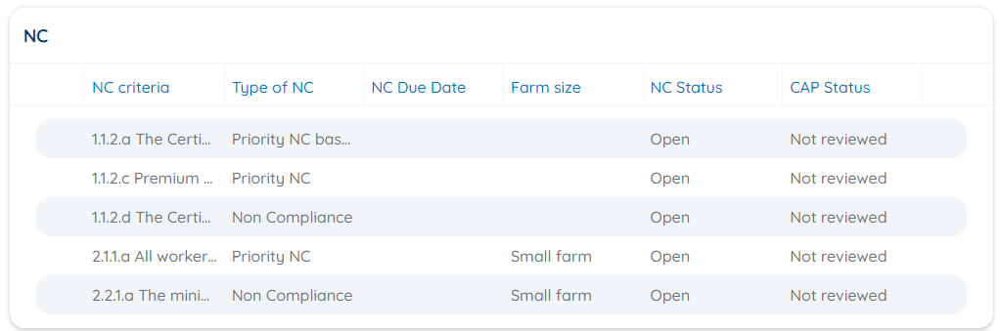 NC
NC criteria Type of NC NC Due Date Farm size NC Status CAP Status
1.1.2.a The Certi... Priority NC bas... Open Not reviewed
1.1.2.c Premium ... Priority NC Open Not reviewed
1.1.2.d The Certi... Non Compliance Open Not reviewed
2.1.1.a All worker... Priority NC Small farm Open Not reviewed
2.2.1.a The mini... Non Compliance Small farm Open Not reviewed